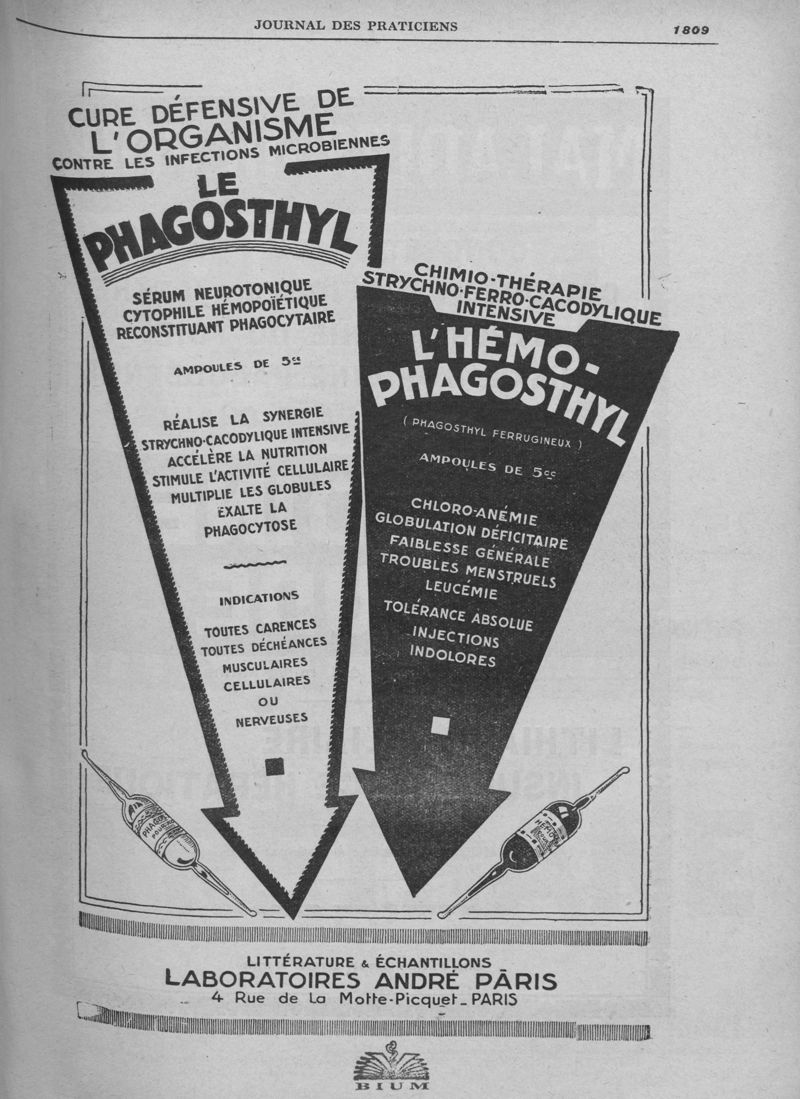 JOURNAL DES PRATICIENS
1809
CURE DÉFENSIVE DE
L'ORGANISME
CONTRE LES INFECTIONS MICROBIENNES
LE
PHAGOSTHYL
SÉRUM NEUROTONIQUE
CYTOPHILE HÉMOPOÏÉTIQUE
RECONSTITUANT PHAGOCYTAIRE
AMPOULES DE 5cc
RÉALISE LA SYNERGIE
STRYCHNO-CACODYLIQUE INTENSIVE
ACCÉLÈRE LA NUTRITION
STIMULE L'ACTIVITÉ CELLULAIRE
MULTIPLIE LES GLOBULES
EXALTE LA
PHAGOCYTOSE
INDICATIONS
TOUTES CARENCES
TOUTES DÉCHÉANCES
MUSCULAIRES
CELLULAIRES
OU
NERVEUSES
CHIMIO-THÉRAPIE
STRYCHNO-FERRO-CACODYLIQUE
INTENSIVE
L'HÉMO-
PHAGOSTHYL
( PHAGOSTHYL FERRUGINEUX )
AMPOULES DE 5cc
CHLORO-ANÉMIE
GLOBULATION DÉFICITAIRE
FAIBLESSE GÉNÉRALE
TROUBLES MENSTRUELS
LEUCÉMIE
TOLÉRANCE ABSOLUE
INJECTIONS
INDOLORES
PHAGO
HÉMO
LITTÉRATURE & ÉCHANTILLONS
LABORATOIRES ANDRÉ PÂRIS
4 Rue de La Motte-Picquet_PARIS
BIUM